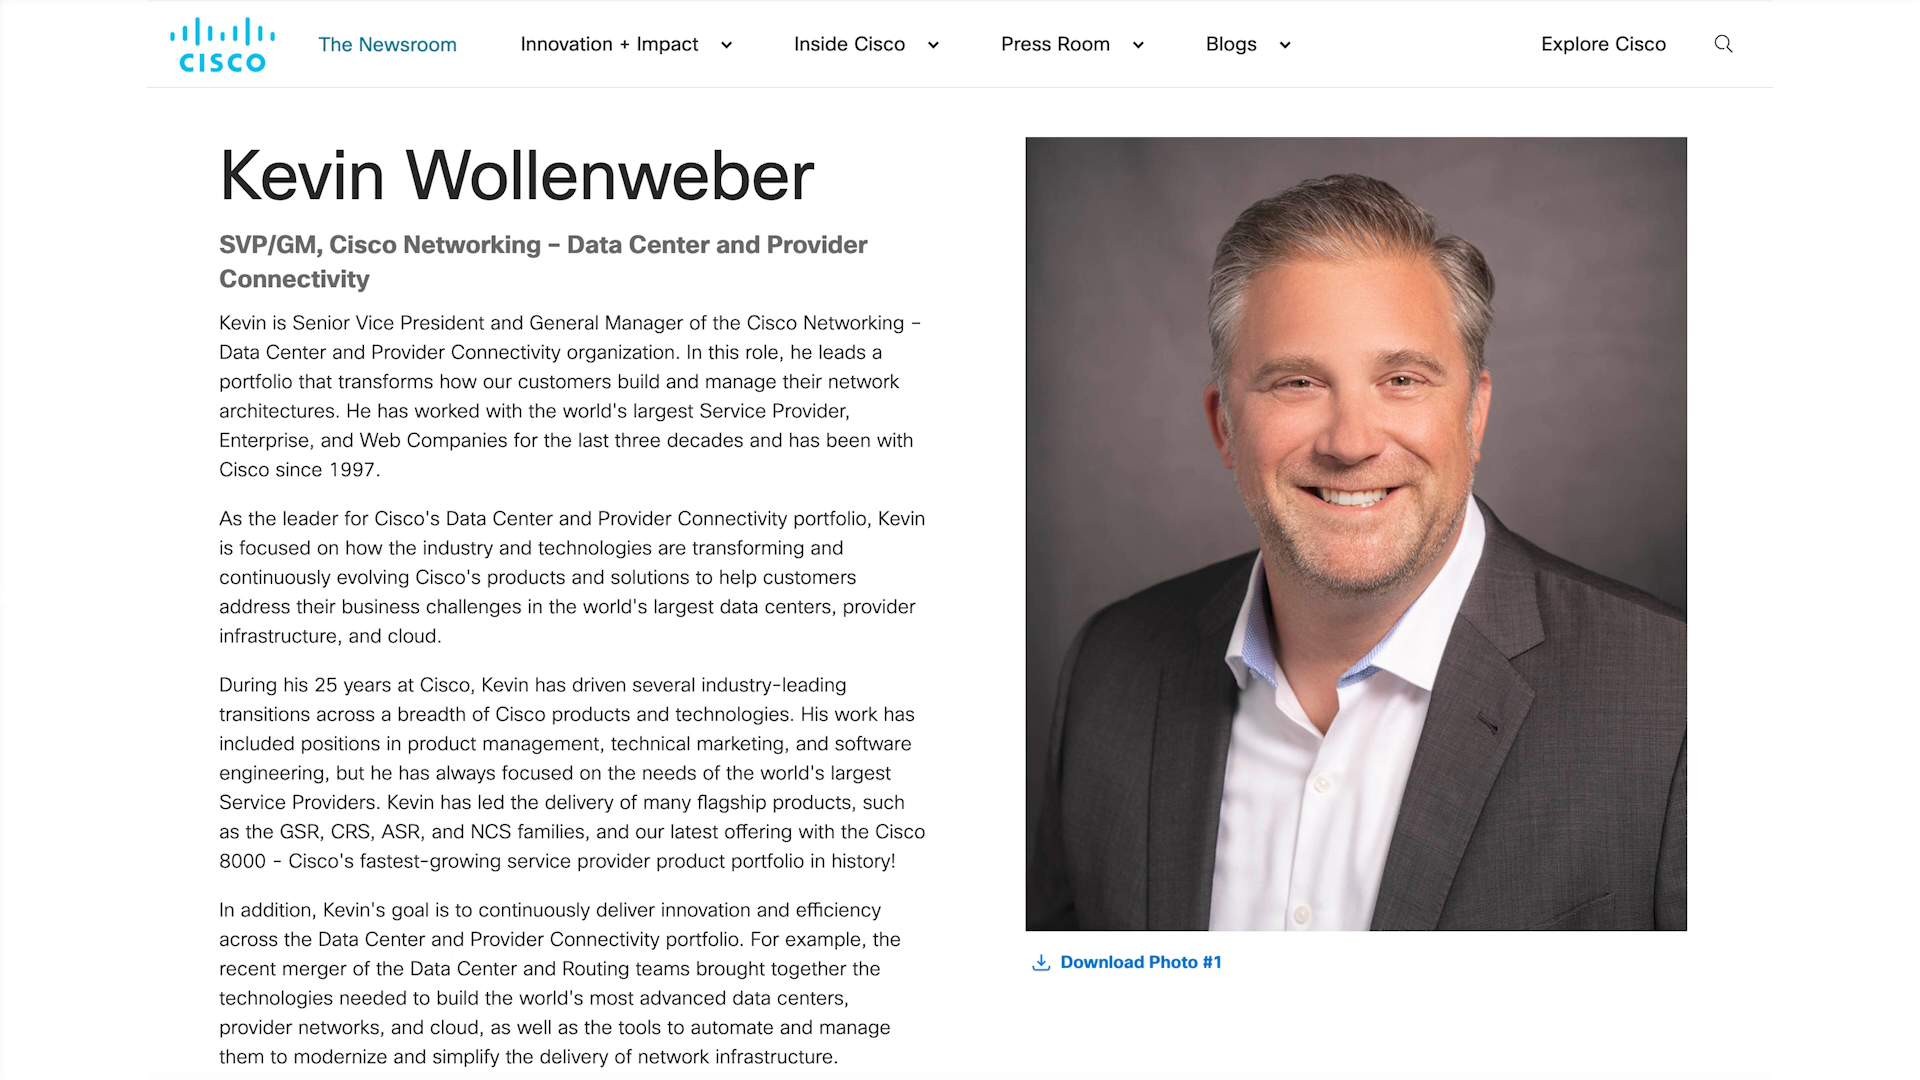 CISCO
The Newsroom
Innovation + Impact
Inside Cisco
Press Room
Blogs
Explore Cisco
Kevin Wollenweber
SVP/GM, Cisco Networking – Data Center and Provider
Connectivity
Kevin is Senior Vice President and General Manager of the Cisco Networking –
Data Center and Provider Connectivity organization. In this role, he leads a
portfolio that transforms how our customers build and manage their network
architectures. He has worked with the world's largest Service Provider,
Enterprise, and Web Companies for the last three decades and has been with
Cisco since 1997.
As the leader for Cisco's Data Center and Provider Connectivity portfolio, Kevin
is focused on how the industry and technologies are transforming and
continuously evolving Cisco's products and solutions to help customers
address their business challenges in the world's largest data centers, provider
infrastructure, and cloud.
During his 25 years at Cisco, Kevin has driven several industry-leading
transitions across a breadth of Cisco products and technologies. His work has
included positions in product management, technical marketing, and software
engineering, but he has always focused on the needs of the world's largest
Service Providers. Kevin has led the delivery of many flagship products, such
as the GSR, CRS, ASR, and NCS families, and our latest offering with the Cisco
8000 - Cisco's fastest-growing service provider product portfolio in history!
In addition, Kevin's goal is to continuously deliver innovation and efficiency
across the Data Center and Provider Connectivity portfolio. For example, the
recent merger of the Data Center and Routing teams brought together the
technologies needed to build the world's most advanced data centers,
provider networks, and cloud, as well as the tools to automate and manage
them to modernize and simplify the delivery of network infrastructure.
Download Photo #1